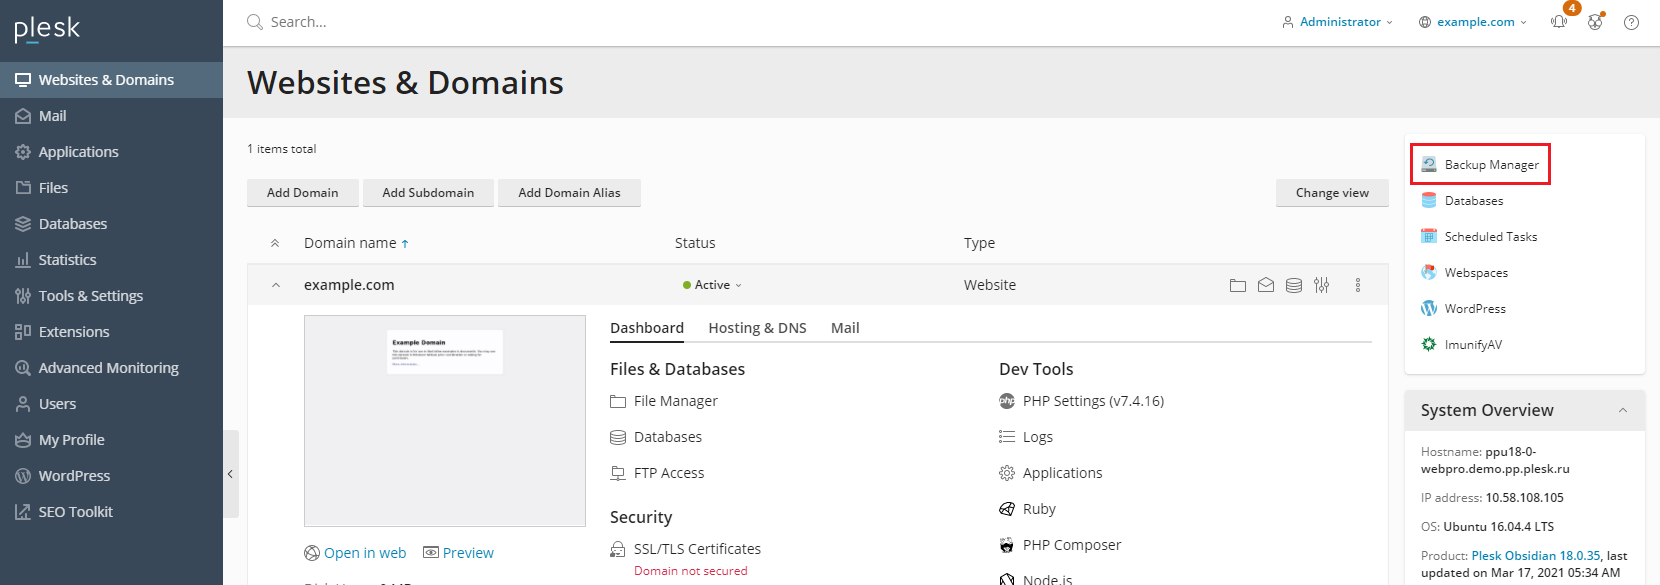 plesk
Search...
Administrator
example.com
4
Websites & Domains
Mail
Applications
Files
Databases
Statistics
Tools & Settings
Extensions
Advanced Monitoring
Users
My Profile
WordPress
SEO Toolkit
Websites & Domains
1 items total
Add Domain
Add Subdomain
Add Domain Alias
Change view
Domain name ↑
Status
Type
example.com
Active
Website
Example Domain
Open in web
Preview
Dashboard
Hosting & DNS
Mail
Files & Databases
File Manager
Databases
FTP Access
Security
SSL/TLS Certificates
Domain not secured
Dev Tools
php PHP Settings (v7.4.16)
Logs
Applications
Ruby
PHP Composer
Node.js
Backup Manager
Databases
Scheduled Tasks
Webspaces
WordPress
ImunifyAV
System Overview
Hostname: ppu18-0-
webpro.demo.pp.plesk.ru
IP address: 10.58.108.105
OS: Ubuntu 16.04.4 LTS
Product: Plesk Obsidian 18.0.35, last
updated on Mar 17, 2021 05:34 AM